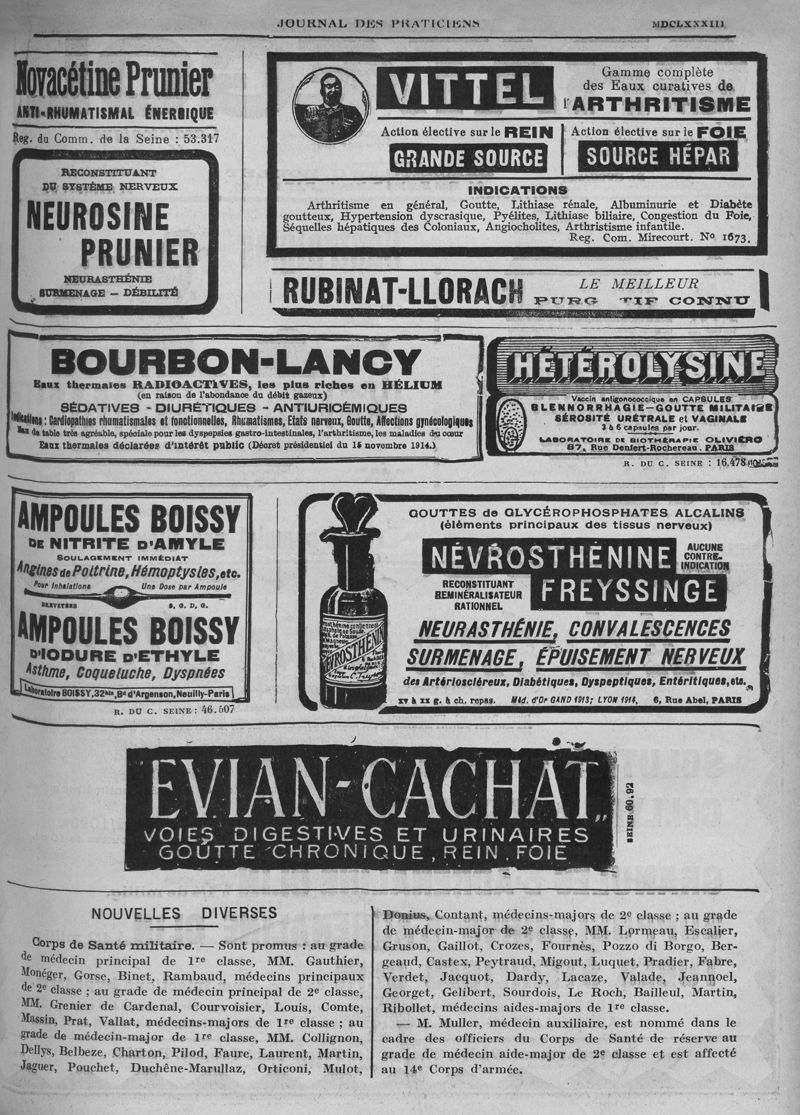 JOURNAL DES PRATICIENS
MDCLXXXIII
Novacétine Prunier
ANTI-RHUMATISMAL ÉNERGIQUE
Reg. du Comm. de la Seine : 53.317
RECONSTITUANT
DU SYSTÈME NERVEUX
NEUROSINE
PRUNIER
NEURASTHÉNIE
SURMENAGE — DÉBILITÉ
VITTEL
Gamme complète
des Eaux curatives de
l'ARTHRITISME
Action élective sur le REIN
GRANDE SOURCE
Action élective sur le FOIE
SOURCE HÉPAR
INDICATIONS
Arthritisme en général, Goutte, Lithiase rénale, Albuminurie et Diabète
goutteux, Hypertension dyscrasique, Pyélites, Lithiase biliaire, Congestion du Foie,
Séquelles hépatiques des Coloniaux, Angiocholites, Arthristisme infantile.
Reg. Com. Mirecourt. No 1673.
RUBINAT-LLORACH
LE MEILLEUR
PURG TIF CONNU
BOURBON-LANCY
Eaux thermales RADIOACTIVES, les plus riches en HÉLIUM
(en raison de l'abondance du débit gazeux)
SÉDATIVES - DIURÉTIQUES - ANTIURICÉMIQUES
Indications : Cardiopathies rhumatismales et fonctionnelles, Rhumatismes, Etats nerveux, Goutte, Affections gynécologiques
Eau de table très agréable, spéciale pour les dyspepsies gastro-intestinales, l'arthritisme, les maladies du cœur
Eaux thermales déclarées d'intérêt public (Décret présidentiel du 15 novembre 1914.)
HÉTÉROLYSINE
Vaccin antigonococcique en CAPSULES
BLENNORRHAGIE-GOUTTE MILITAIRE
SÉROSITÉ URÉTRALE et VAGINALE
3 à 6 capsules par jour.
LABORATOIRE DE BIOTHÉRAPIE OLIVIÉRO
87, Rue Denfert-Rochereau. PARIS
R. DU C. SEINE : 16.478
AMPOULES BOISSY
DE NITRITE D'AMYLE
SOULAGEMENT IMMÉDIAT
Angines de Poitrine, Hémoptysies, etc.
Pour Inhalations Une Dose par Ampoule
BREVETÉES S. G. D. G.
AMPOULES BOISSY
D'IODURE D'ETHYLE
Asthme, Coqueluche, Dyspnées
Laboratoire BOISSY, 32bis, Bd d'Argenson, Neuilly-Paris
R. DU C. SEINE : 46.507
GOUTTES de GLYCÉROPHOSPHATES ALCALINS
(éléments principaux des tissus nerveux)
NÉVROSTHÉNINE
AUCUNE
CONTRE-
INDICATION
RECONSTITUANT
REMINÉRALISATEUR
RATIONNEL
FREYSSINGE
NEURASTHÉNIE, CONVALESCENCES
SURMENAGE, ÉPUISEMENT NERVEUX
des Artérioscléreux, Diabétiques, Dyspeptiques, Entéritiques, etc.
XV à XX g. à ch. repas. Méd. d'Or GAND 1913; LYON 1914, 6, Rue Abel, PARIS
EVIAN-CACHAT
VOIES DIGESTIVES ET URINAIRES
GOUTTE CHRONIQUE, REIN, FOIE
SEINE 60.92
NOUVELLES DIVERSES
Corps de Santé militaire. — Sont promus : au grade
de médecin principal de 1re classe, MM. Gauthier,
Monéger, Gorse, Binet, Rambaud, médecins principaux
de 2e classe ; au grade de médecin principal de 2e classe,
MM. Grenier de Cardenal, Courvoisier, Louis, Comte,
Massin, Prat, Vallat, médecins-majors de 1re classe ; au
grade de médecin-major de 1re classe, MM. Collignon,
Dellys, Belbeze, Charton, Pilod, Faure, Laurent, Martin,
Jaguer, Pouchet, Duchêne-Marullaz, Orticoni, Mulot,
Donius, Contant, médecins-majors de 2e classe ; au grade
de médecin-major de 2e classe, MM. Lormeau, Escalier,
Gruson, Gaillot, Crozes, Fournès, Pozzo di Borgo, Ber-
geaud, Castex, Peytraud, Migout, Luquet, Pradier, Fabre,
Verdet, Jacquot, Dardy, Lacaze, Valade, Jeannoel,
Georget, Gelibert, Sourdois, Le Roch, Bailleul, Martin,
Ribollet, médecins aides-majors de 1re classe.
— M. Muller, médecin auxiliaire, est nommé dans le
cadre des officiers du Corps de Santé de réserve au
grade de médecin aide-major de 2e classe et est affecté
au 14e Corps d'armée.